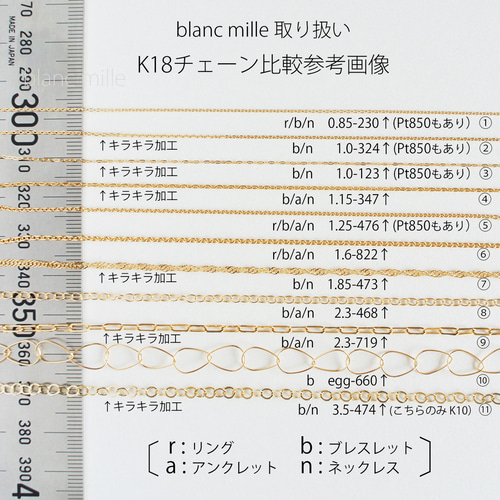 MADE IN JAPAN
70
280
290
300
10
320
330
340
350
360
370
380
390
40
blanc mille
blanc mille 取り扱い
K18チェーン比較参考画像
r/b/n 0.85-230↑(Pt850もあり) ①
↑キラキラ加工 b/n 1.0-324↑(Pt850もあり) ②
b/n 1.0-123↑(Pt850もあり) ③
↑キラキラ加工
↑キラキラ加工 b/a/n 1.15-347↑ ④
r/b/a/n 1.25-476↑(Pt850もあり) ⑤
r/b/a/n 1.6-822↑ ⑥
↑キラキラ加工 b/n 1.85-473↑ ⑦
b/a/n 2.3-468↑ ⑧
↑キラキラ加工 b/a/n 2.3-719↑ ⑨
b egg-660↑ ⑩
↑キラキラ加工 b/n 3.5-474↑(こちらのみ K10) ⑪
r:リング b:ブレスレット
a:アンクレット n:ネックレス